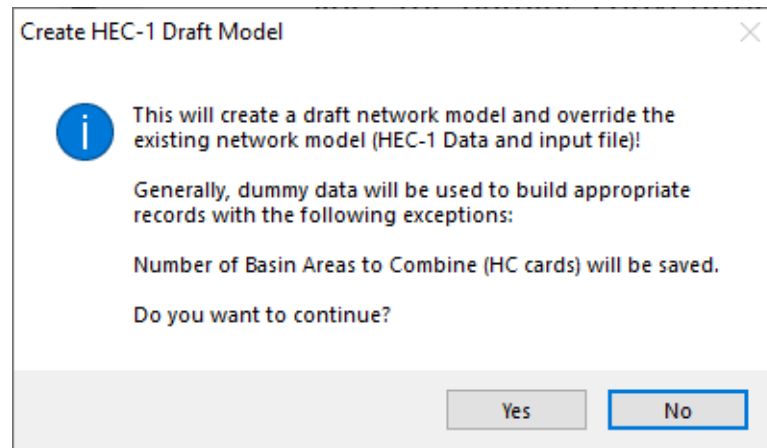 Create HEC-1 Draft Model
This will create a draft network model and override the
existing network model (HEC-1 Data and input file)!
Generally, dummy data will be used to build appropriate
records with the following exceptions:
Number of Basin Areas to Combine (HC cards) will be saved.
Do you want to continue?
Yes
No